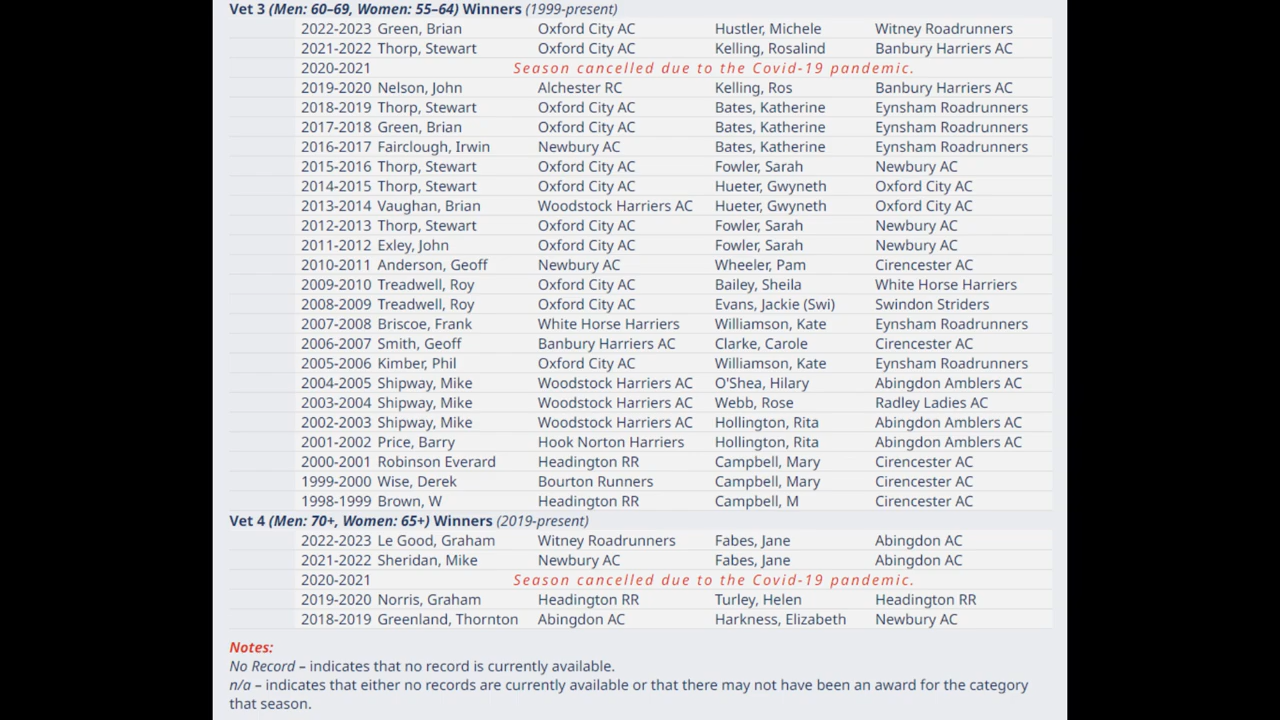 Vet 3 (Men: 60–69, Women: 55–64) Winners (1999-present)
2022-2023 Green, Brian Oxford City AC Hustler, Michele Witney Roadrunners
2021-2022 Thorp, Stewart Oxford City AC Kelling, Rosalind Banbury Harriers AC
2020-2021 Season cancelled due to the Covid-19 pandemic.
2019-2020 Nelson, John Alchester RC Kelling, Ros Banbury Harriers AC
2018-2019 Thorp, Stewart Oxford City AC Bates, Katherine Eynsham Roadrunners
2017-2018 Green, Brian Oxford City AC Bates, Katherine Eynsham Roadrunners
2016-2017 Fairclough, Irwin Newbury AC Bates, Katherine Eynsham Roadrunners
2015-2016 Thorp, Stewart Oxford City AC Fowler, Sarah Newbury AC
2014-2015 Thorp, Stewart Oxford City AC Hueter, Gwyneth Oxford City AC
2013-2014 Vaughan, Brian Woodstock Harriers AC Hueter, Gwyneth Oxford City AC
2012-2013 Thorp, Stewart Oxford City AC Fowler, Sarah Newbury AC
2011-2012 Exley, John Oxford City AC Fowler, Sarah Newbury AC
2010-2011 Anderson, Geoff Newbury AC Wheeler, Pam Cirencester AC
2009-2010 Treadwell, Roy Oxford City AC Bailey, Sheila White Horse Harriers
2008-2009 Treadwell, Roy Oxford City AC Evans, Jackie (Swi) Swindon Striders
2007-2008 Briscoe, Frank White Horse Harriers Williamson, Kate Eynsham Roadrunners
2006-2007 Smith, Geoff Banbury Harriers AC Clarke, Carole Cirencester AC
2005-2006 Kimber, Phil Oxford City AC Williamson, Kate Eynsham Roadrunners
2004-2005 Shipway, Mike Woodstock Harriers AC O'Shea, Hilary Abingdon Amblers AC
2003-2004 Shipway, Mike Woodstock Harriers AC Webb, Rose Radley Ladies AC
2002-2003 Shipway, Mike Woodstock Harriers AC Hollington, Rita Abingdon Amblers AC
2001-2002 Price, Barry Hook Norton Harriers Hollington, Rita Abingdon Amblers AC
2000-2001 Robinson Everard Headington RR Campbell, Mary Cirencester AC
1999-2000 Wise, Derek Bourton Runners Campbell, Mary Cirencester AC
1998-1999 Brown, W Headington RR Campbell, M Cirencester AC
Vet 4 (Men: 70+, Women: 65+) Winners (2019-present)
2022-2023 Le Good, Graham Witney Roadrunners Fabes, Jane Abingdon AC
2021-2022 Sheridan, Mike Newbury AC Fabes, Jane Abingdon AC
2020-2021 Season cancelled due to the Covid-19 pandemic.
2019-2020 Norris, Graham Headington RR Turley, Helen Headington RR
2018-2019 Greenland, Thornton Abingdon AC Harkness, Elizabeth Newbury AC
Notes:
No Record – indicates that no record is currently available.
n/a – indicates that either no records are currently available or that there may not have been an award for the category
that season.